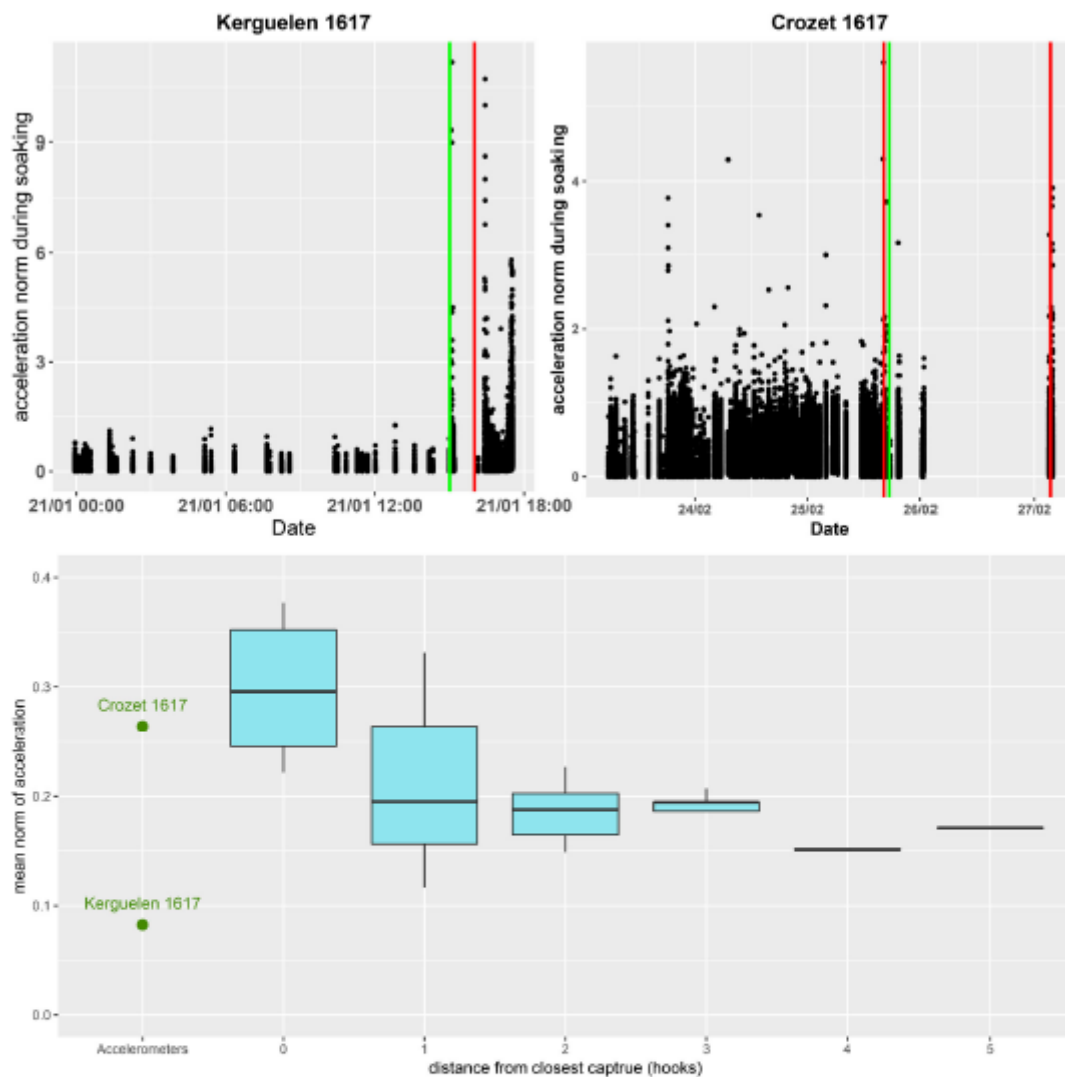 Kerguelen 1617
acceleration norm during soaking
9
6
3
0
21/01 00:00 21/01 06:00 21/01 12:00 21/01 18:00
Date
Crozet 1617
acceleration norm during soaking
4
2
0
24/02 25/02 26/02 27/02
Date
mean norm of acceleration
0.4
0.3
0.2
0.1
0.0
Crozet 1617
Kerguelen 1617
Accelerometers 0 1 2 3 4 5
distance from closest captrue (hooks)